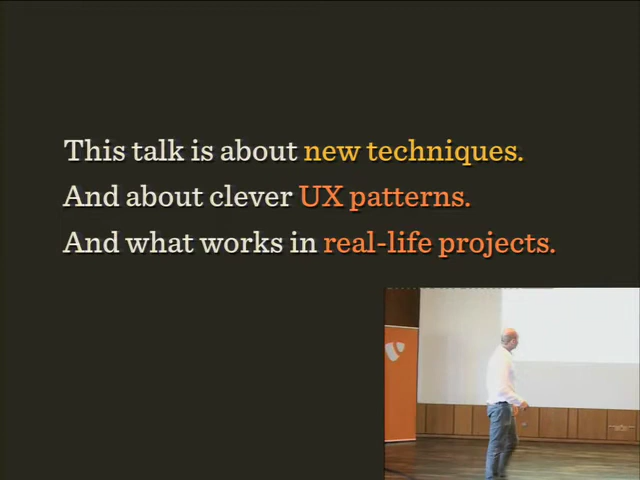 This talk is about new techniques.
And about clever UX patterns.
And what works in real-life projects.